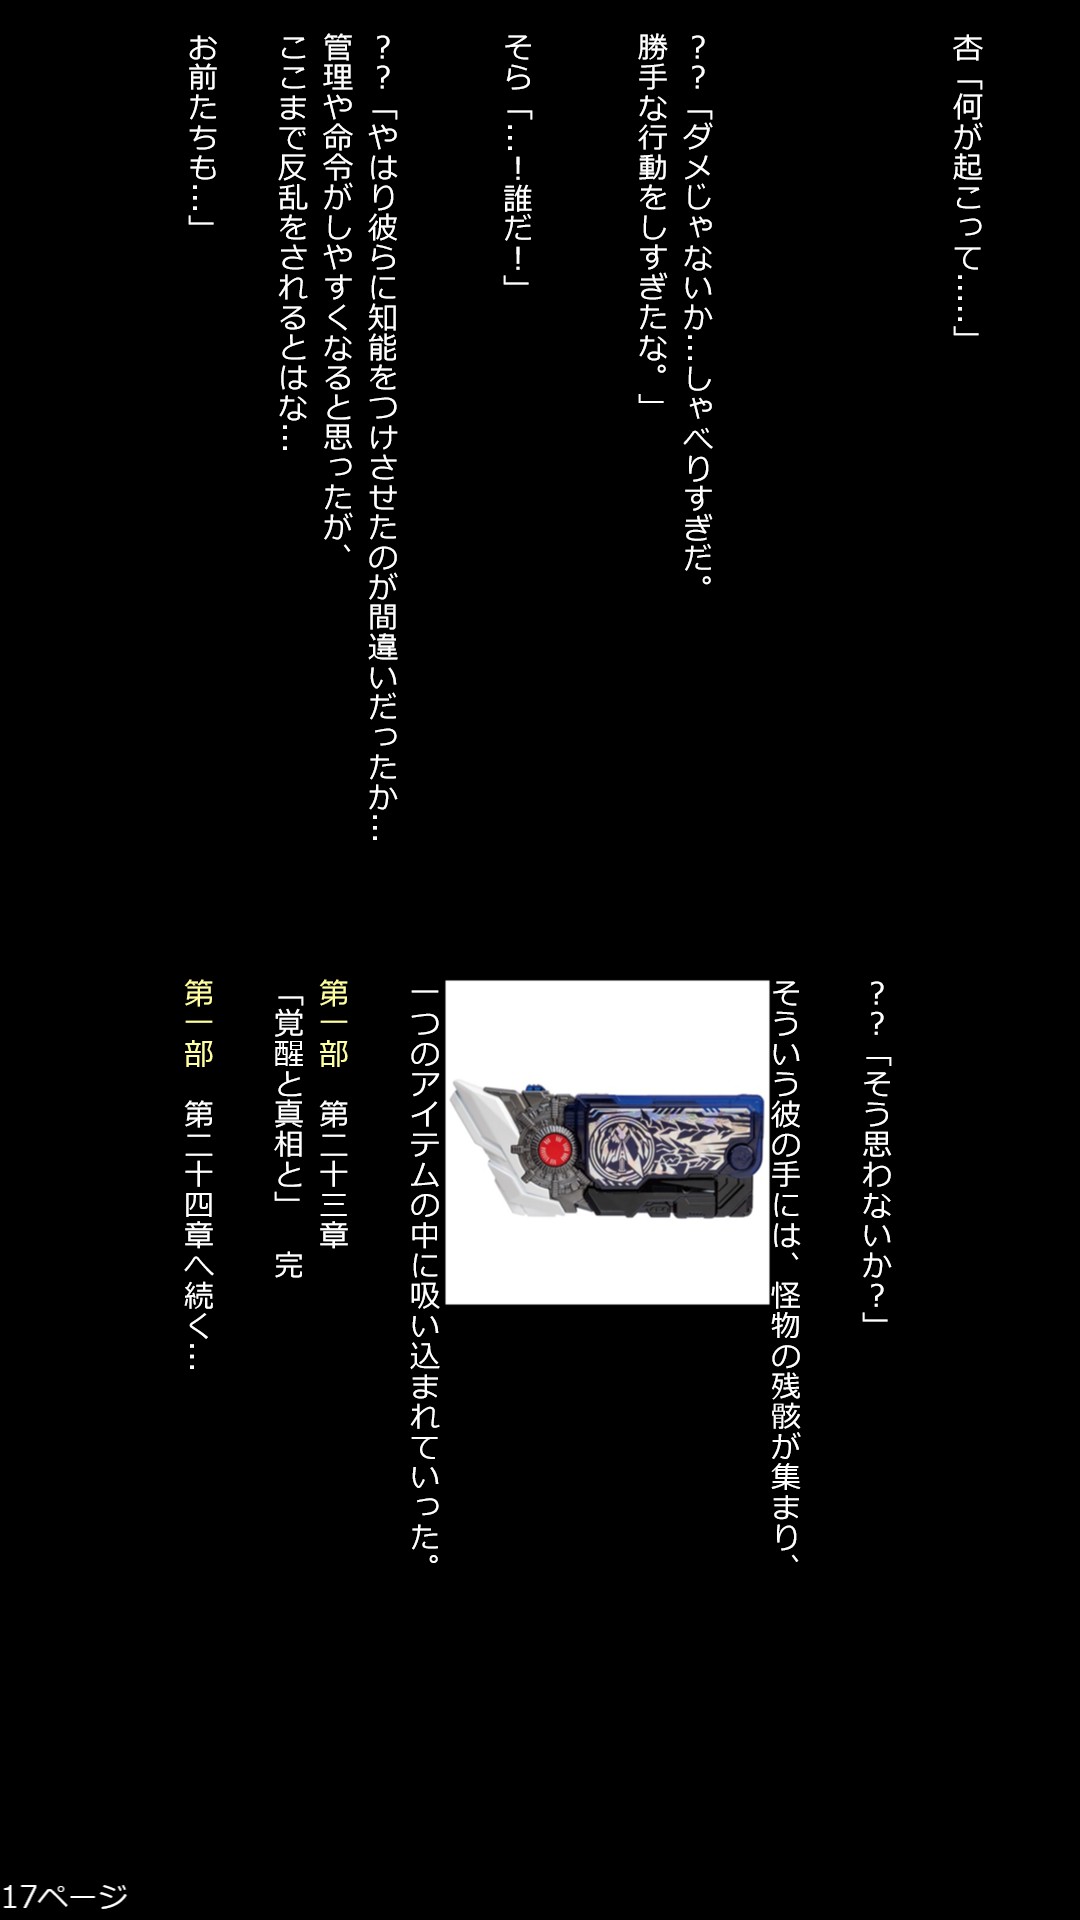 杏「何が起こって……」
??「ダメじゃないか…しゃべりすぎだ。
勝手な行動をしすぎたな。」
そら「…!誰だ!」
??「やはり彼らに知能をつけさせたのが間違いだったか…
管理や命令がしやすくなると思ったが、
ここまで反乱をされるとはな…
お前たちも…」
??「そう思わないか?」
そういう彼の手には、怪物の残骸が集まり、
一つのアイテムの中に吸い込まれていった。
第一部　第二十三章
「覚醒と真相と」　完
第一部　第二十四章へ続く…
17ページ